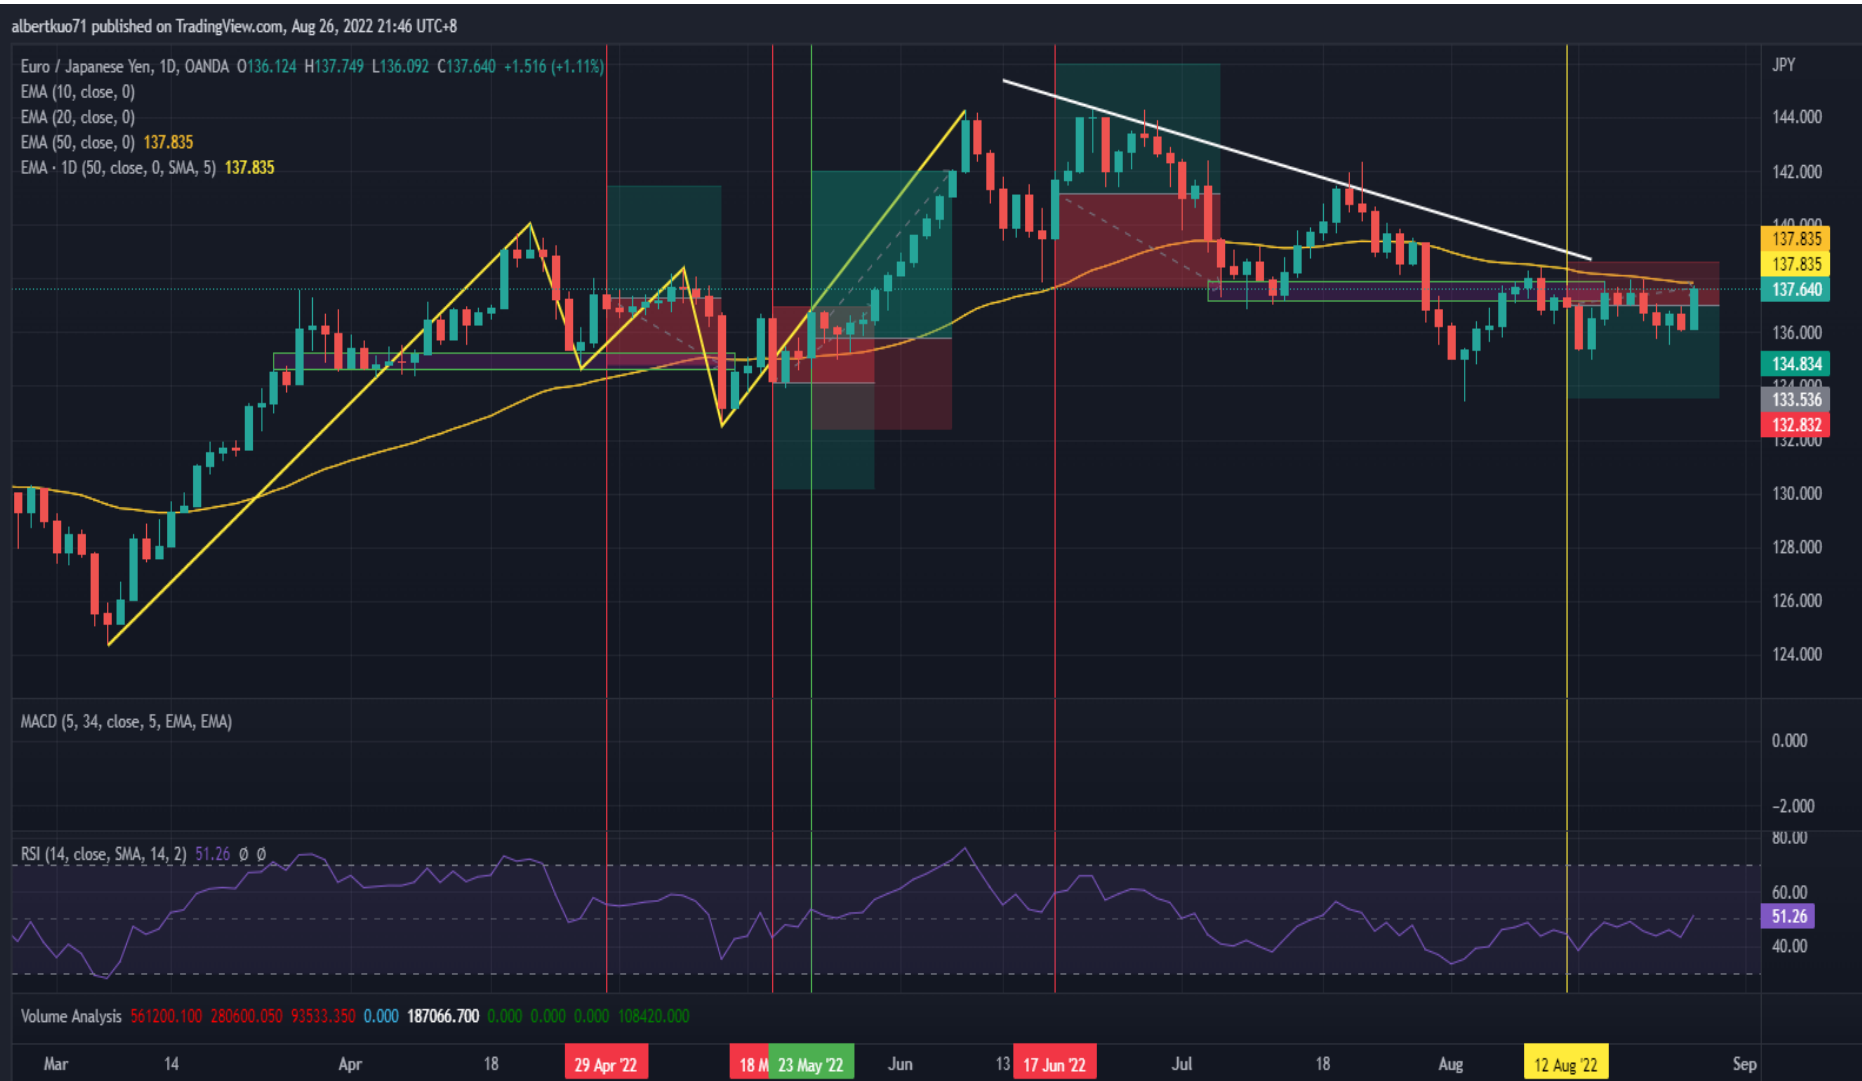 albertkuo71 published on TradingView.com, Aug 26, 2022 21:46 UTC+8
Euro / Japanese Yen, 1D, OANDA O136.124 H137.749 L136.092 C137.640 +1.516 (+1.11%)
JPY
EMA (10, close, 0)
EMA (20, close, 0)
EMA (50, close, 0) 137.835
EMA · 1D (50, close, 0, SMA, 5) 137.835
144.000
142.000
140.000
137.835
137.835
137.640
136.000
134.834
134.000
133.536
132.832
132.000
130.000
128.000
126.000
124.000
MACD (5, 34, close, 5, EMA, EMA)
0.000
−2.000
RSI (14, close, SMA, 14, 2) 51.26 Ø Ø
80.00
60.00
51.26
40.00
Volume Analysis 561200.100 280600.050 93533.350 0.000 187066.700 0.000 0.000 0.000 108420.000
Mar 14 Apr 18 29 Apr '22 18 M 23 May '22 Jun 13 17 Jun '22 Jul 18 Aug 12 Aug '22 Sep